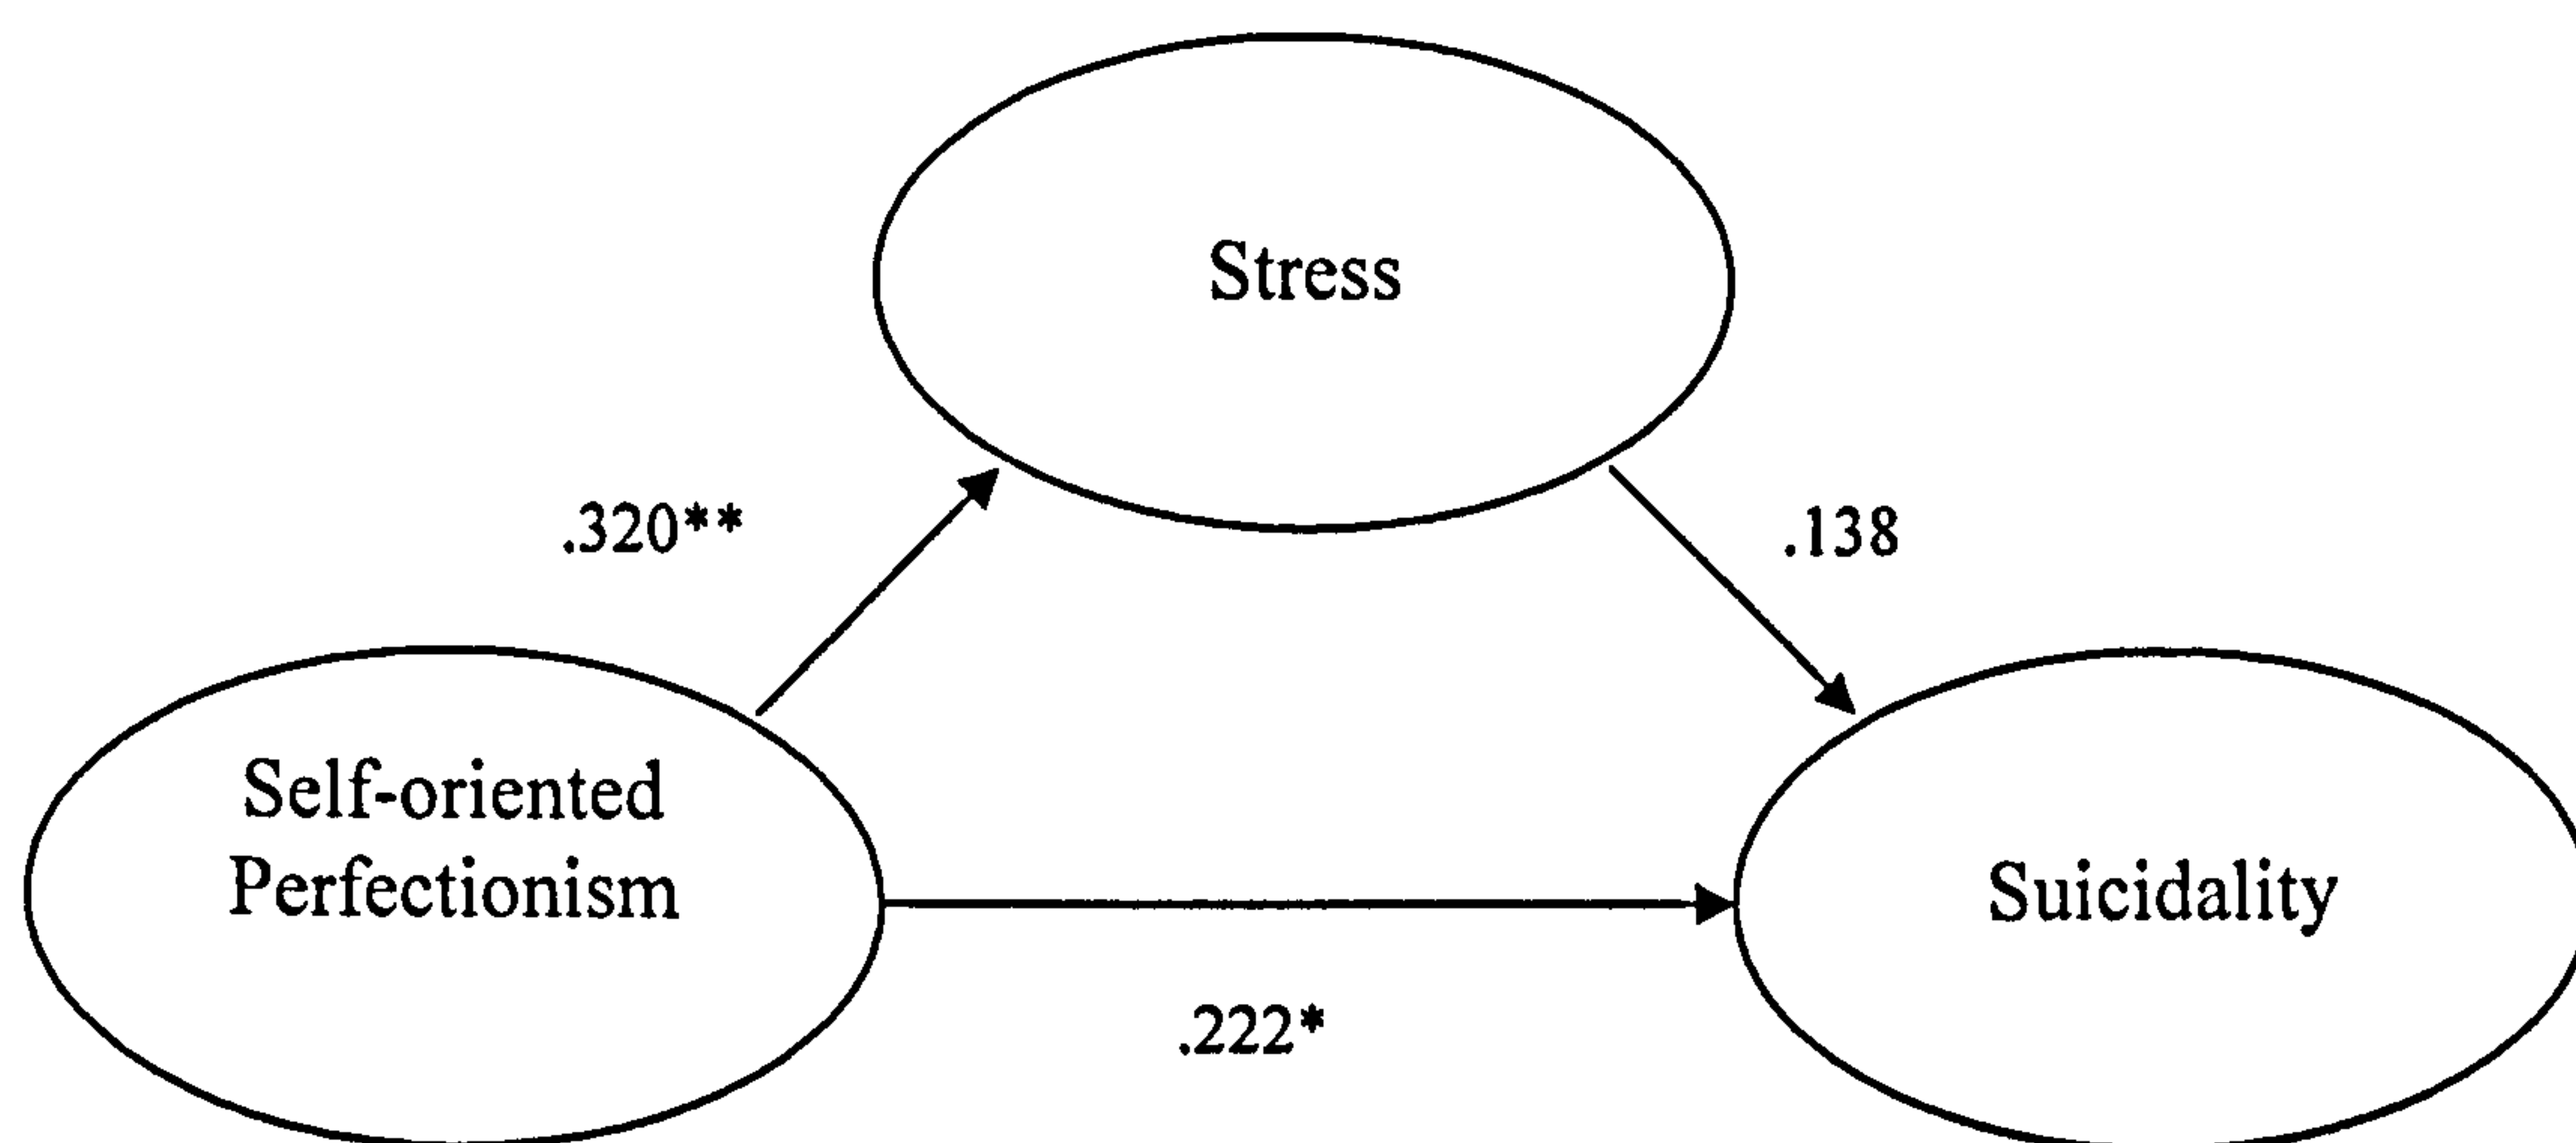 Stress
.320**
.138
Self-oriented
Perfectionism
Suicidality
.222*